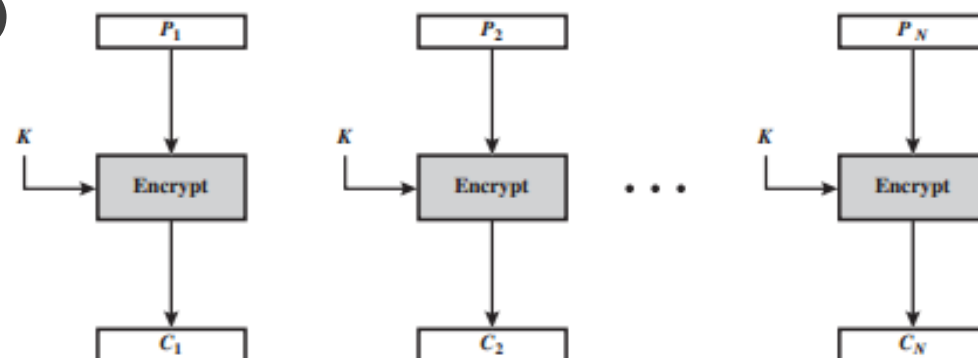 P1 P2 PN
K K K
Encrypt Encrypt • • • Encrypt
C1 C2 CN